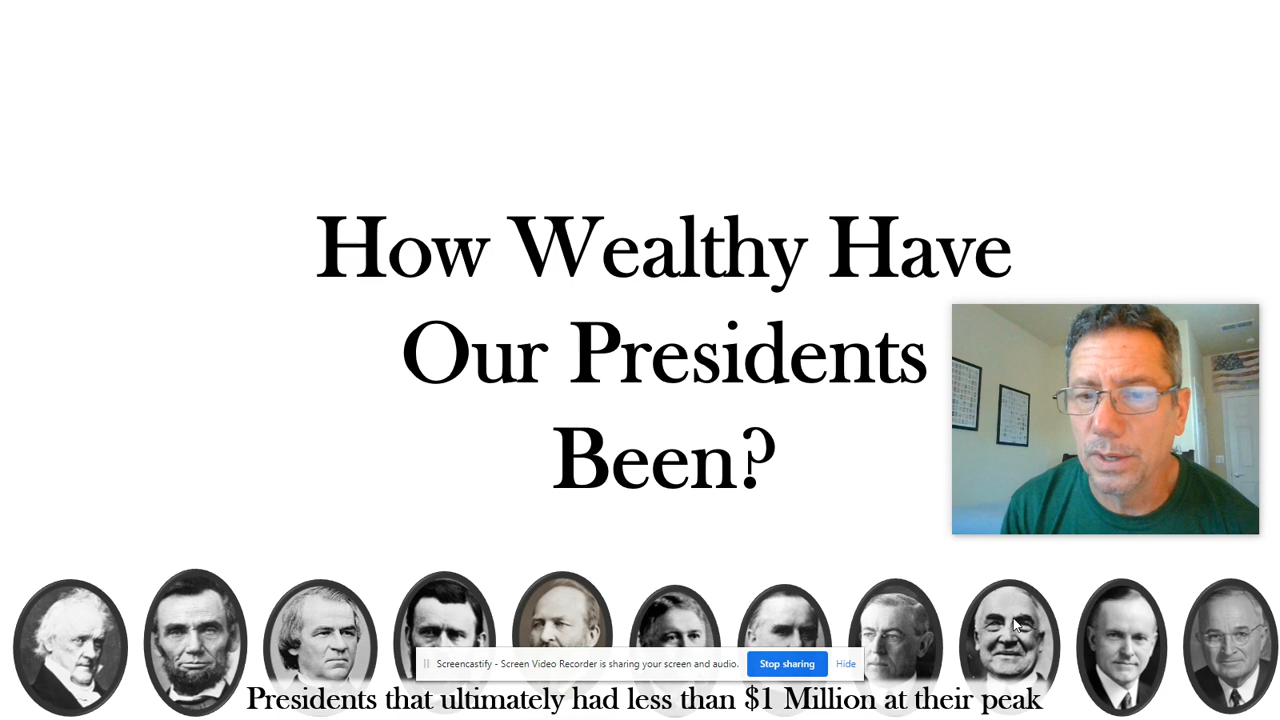 How Wealthy Have
Our Presidents
Been?
Screencastify - Screen Video Recorder is sharing your screen and audio. Stop sharing Hide
Presidents that ultimately had less than $1 Million at their peak